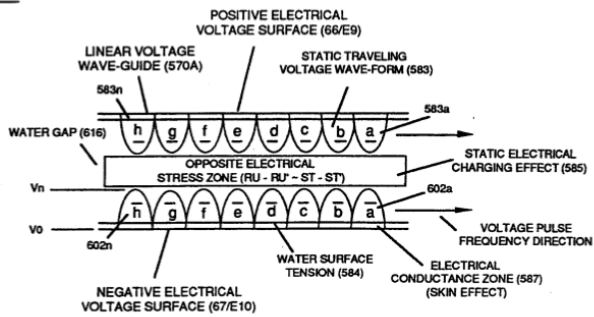 POSITIVE ELECTRICAL
VOLTAGE SURFACE (66/E9)
LINEAR VOLTAGE
WAVE-GUIDE (570A)
STATIC TRAVELING
VOLTAGE WAVE-FORM (583)
583n
583a
h g f e d c b a
WATER GAP (616)
OPPOSITE ELECTRICAL
STRESS ZONE (RU - RU' ~ ST - ST')
STATIC ELECTRICAL
CHARGING EFFECT (585)
Vn
602a
h g f e d c b a
Vo
602n
VOLTAGE PULSE
FREQUENCY DIRECTION
WATER SURFACE
TENSION (584)
ELECTRICAL
CONDUCTANCE ZONE (587)
(SKIN EFFECT)
NEGATIVE ELECTRICAL
VOLTAGE SURFACE (67/E10)